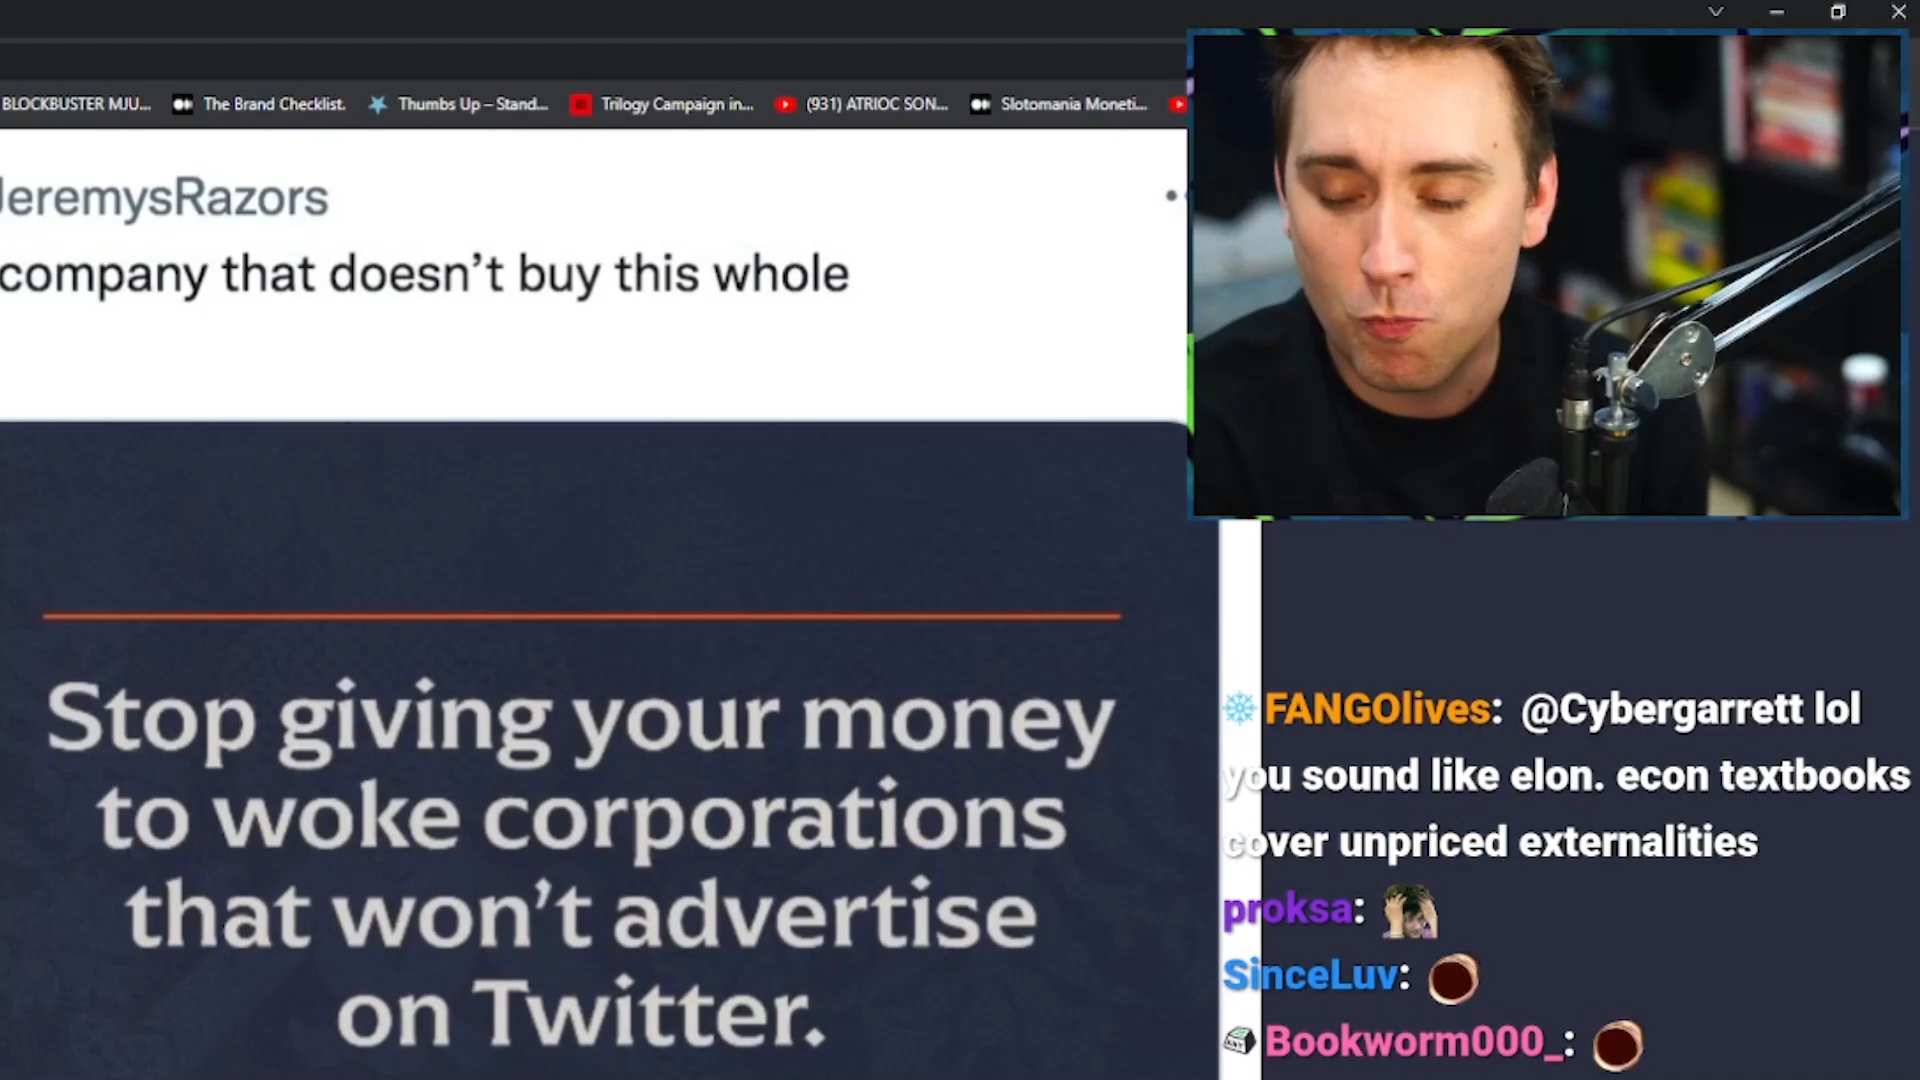 BLOCKBUSTER MJU... The Brand Checklist. Thumbs Up – Stand... Trilogy Campaign in... (931) ATRIOC SON... Slotomania Moneti...
JeremysRazors
company that doesn't buy this whole
Stop giving your money
to woke corporations
that won't advertise
on Twitter.
FANGOlives: @Cybergarrett lol
you sound like elon. econ textbooks
cover unpriced externalities
proksa:
SinceLuv:
Bookworm000_: